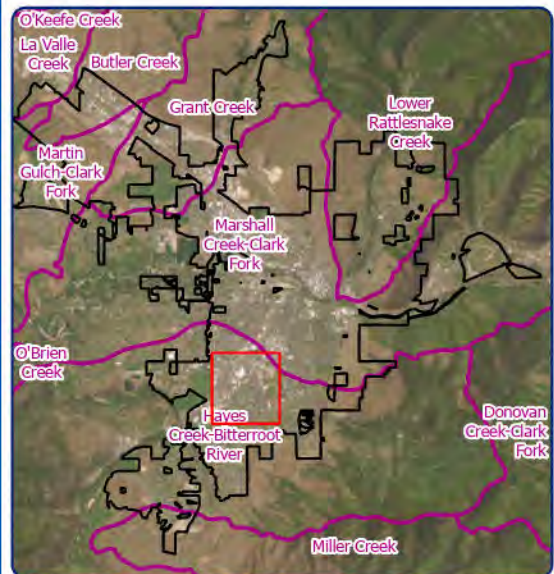 O'Keefe Creek
La Valle
Creek
Butler Creek
Grant Creek
Lower
Rattlesnake
Creek
Martin
Gulch-Clark
Fork
Marshall
Creek-Clark
Fork
O'Brien
Creek
Hayes
Creek-Bitterroot
River
Donovan
Creek-Clark
Fork
Miller Creek